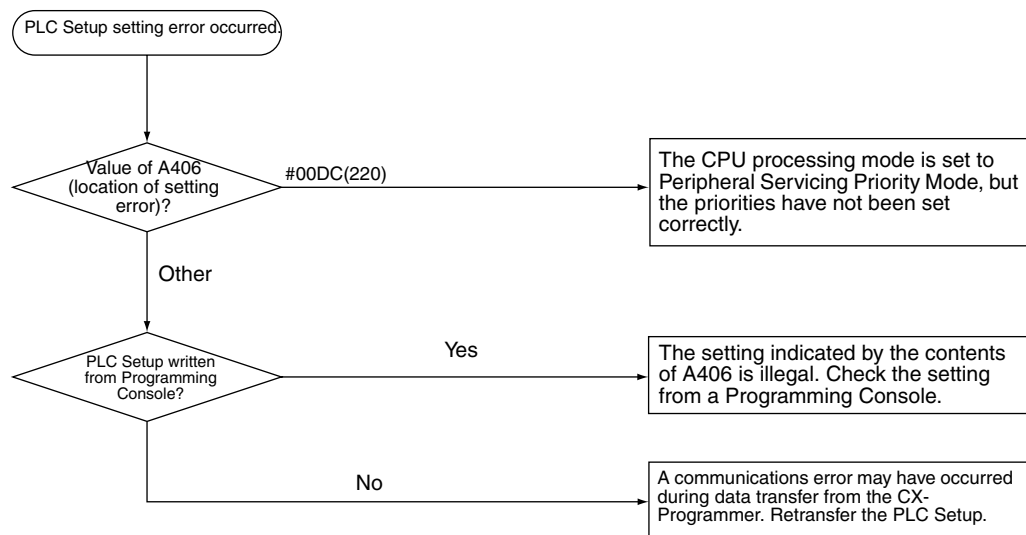 PLC Setup setting error occurred.
Value of A406
(location of setting
error)?
#00DC(220)
The CPU processing mode is set to
Peripheral Servicing Priority Mode, but
the priorities have not been set
correctly.
Other
PLC Setup written
from Programming
Console?
Yes
The setting indicated by the contents
of A406 is illegal. Check the setting
from a Programming Console.
No
A communications error may have occurred
during data transfer from the CX-
Programmer. Retransfer the PLC Setup.